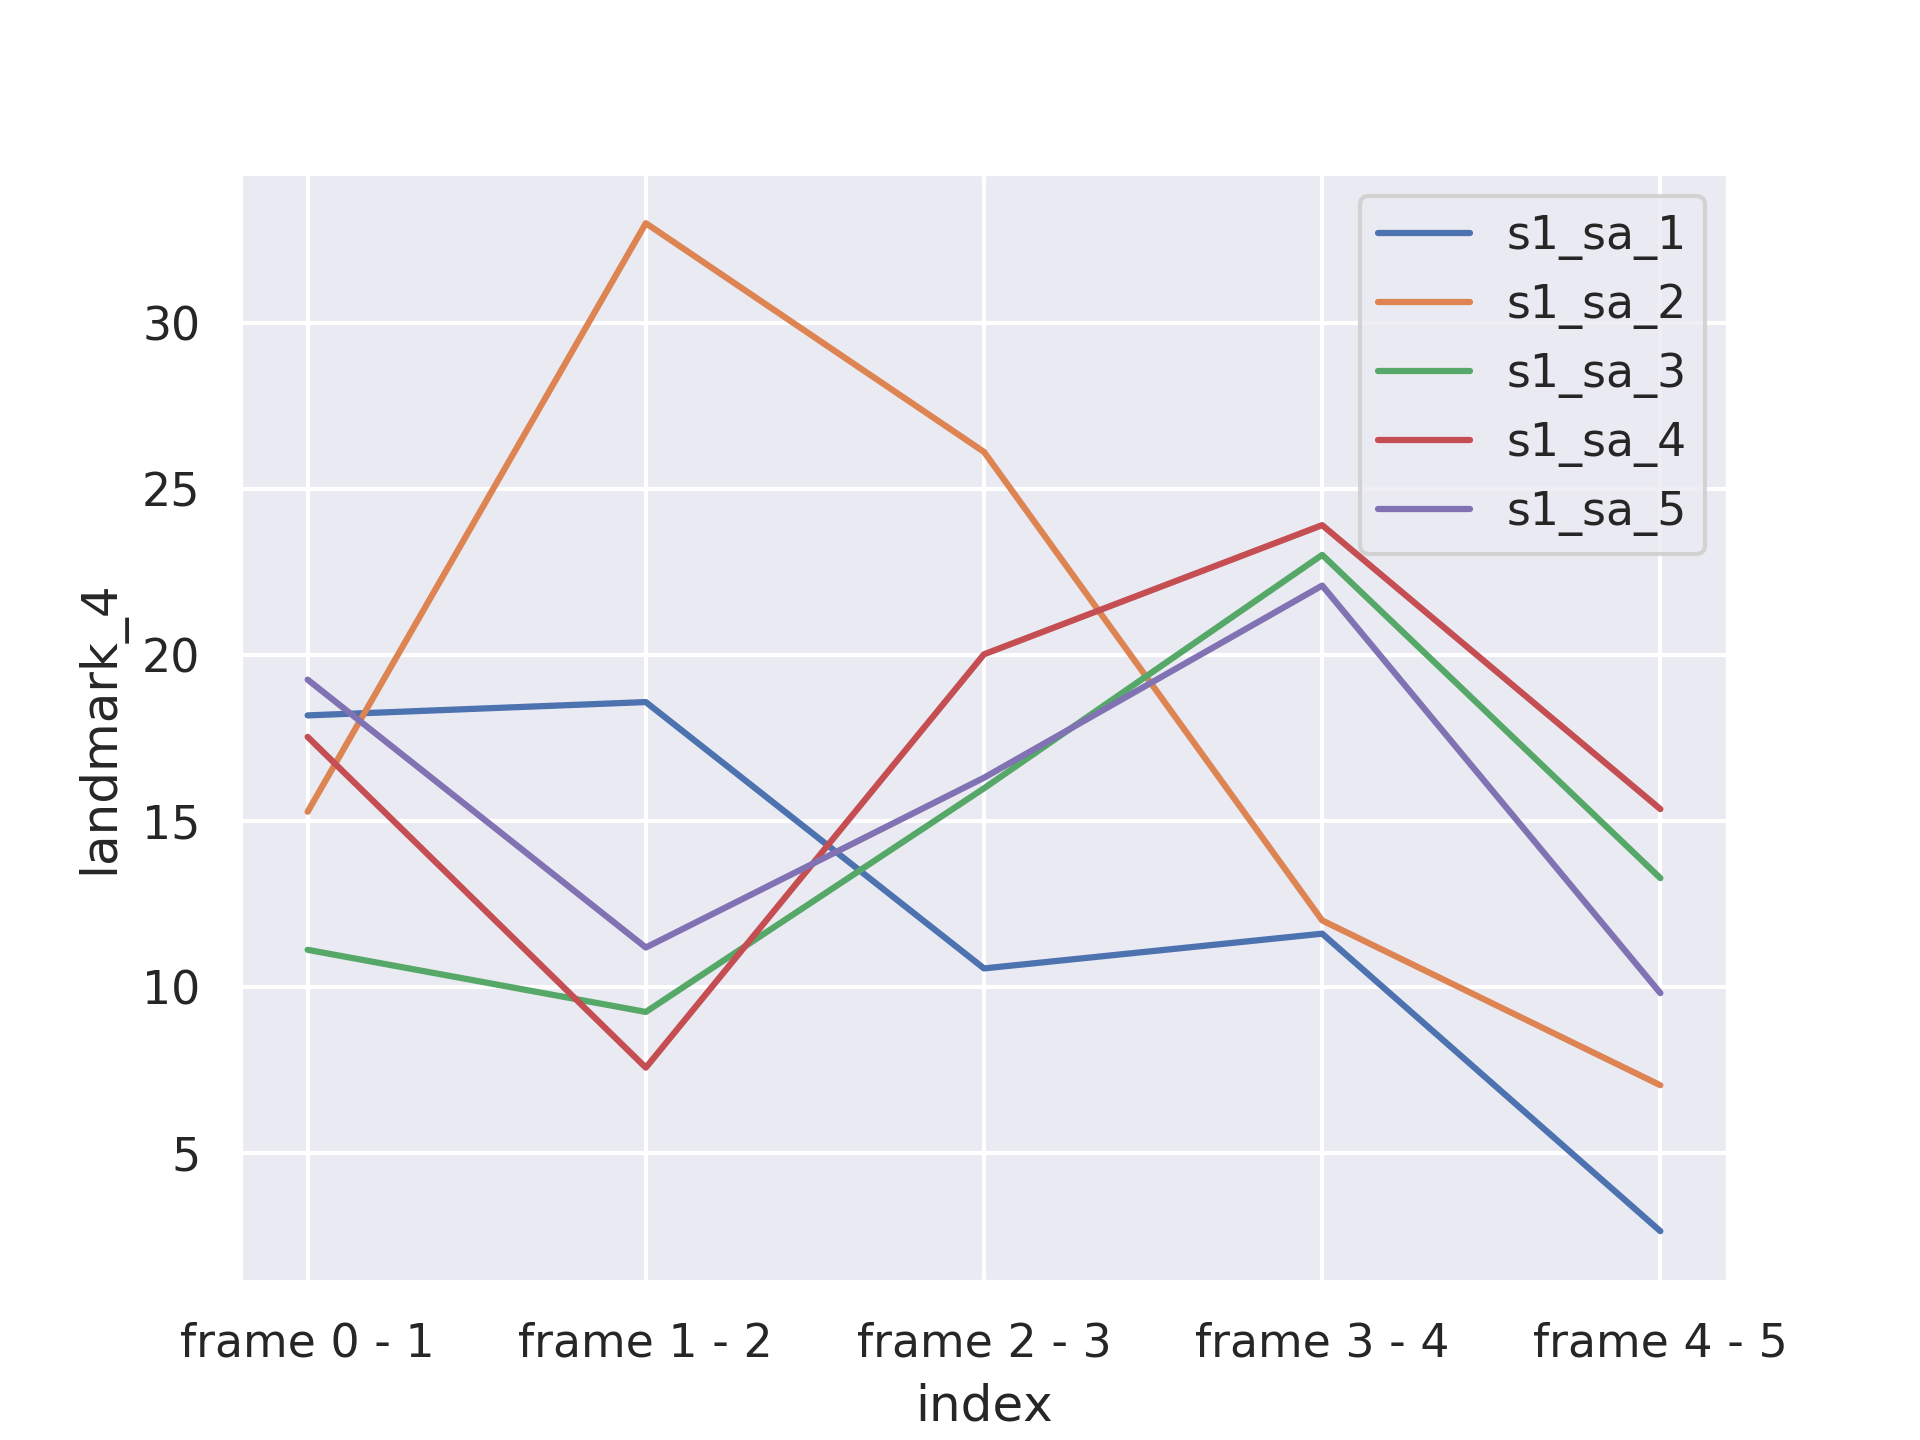 s1_sa_1
s1_sa_2
s1_sa_3
s1_sa_4
s1_sa_5
30
25
20
15
10
5
landmark_4
frame 0 - 1 frame 1 - 2 frame 2 - 3 frame 3 - 4 frame 4 - 5
index